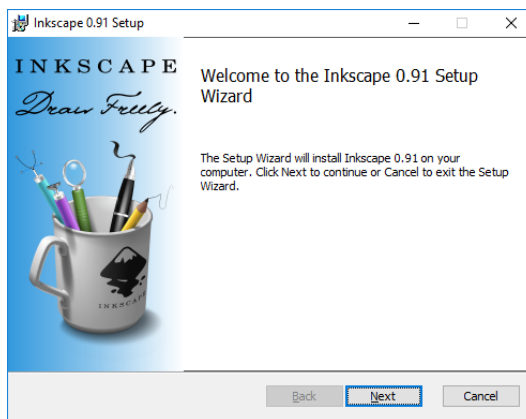 Inkscape 0.91 Setup
INKSCAPE
Draw Freely.
Welcome to the Inkscape 0.91 Setup
Wizard
The Setup Wizard will install Inkscape 0.91 on your
computer. Click Next to continue or Cancel to exit the Setup
Wizard.
INKSCAPE
Back Next Cancel